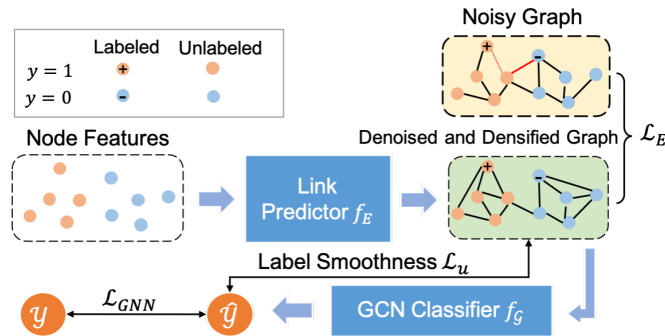 Noisy Graph
Labeled Unlabeled
y = 1 +
y = 0 -
+
-
ℒ_E
Node Features
Denoised and Densified Graph
Link
Predictor f_E
+
-
Label Smoothness ℒ_u
𝒴
ℒ_GNN
𝒴̂
GCN Classifier f_𝒢